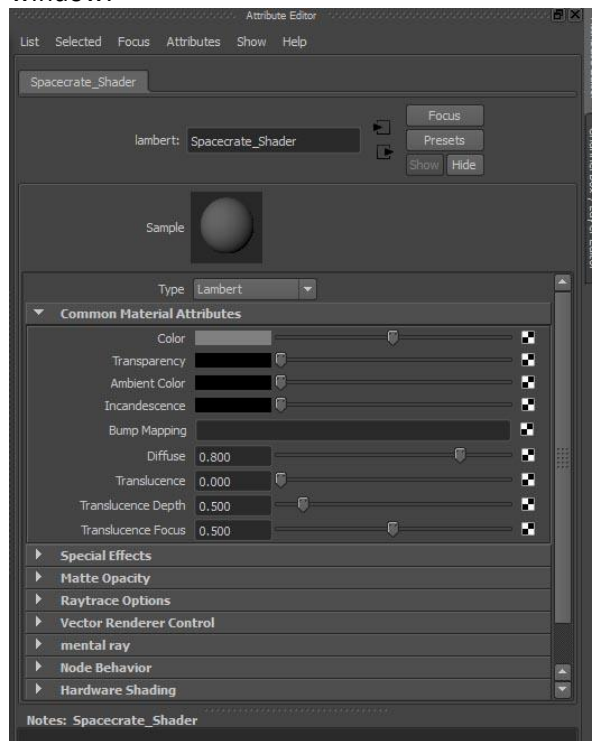 Attribute Editor
List Selected Focus Attributes Show Help
Spacecrate_Shader
Focus
lambert: Spacecrate_Shader
Presets
Show Hide
Sample
Type Lambert
Common Material Attributes
Color
Transparency
Ambient Color
Incandescence
Bump Mapping
Diffuse 0.800
Translucence 0.000
Translucence Depth 0.500
Translucence Focus 0.500
Special Effects
Matte Opacity
Raytrace Options
Vector Renderer Control
mental ray
Node Behavior
Hardware Shading
Notes: Spacecrate_Shader